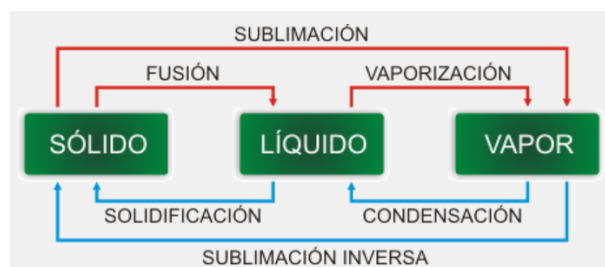 SUBLIMACIÓN
FUSIÓN VAPORIZACIÓN
SÓLIDO LÍQUIDO VAPOR
SOLIDIFICACIÓN CONDENSACIÓN
SUBLIMACIÓN INVERSA